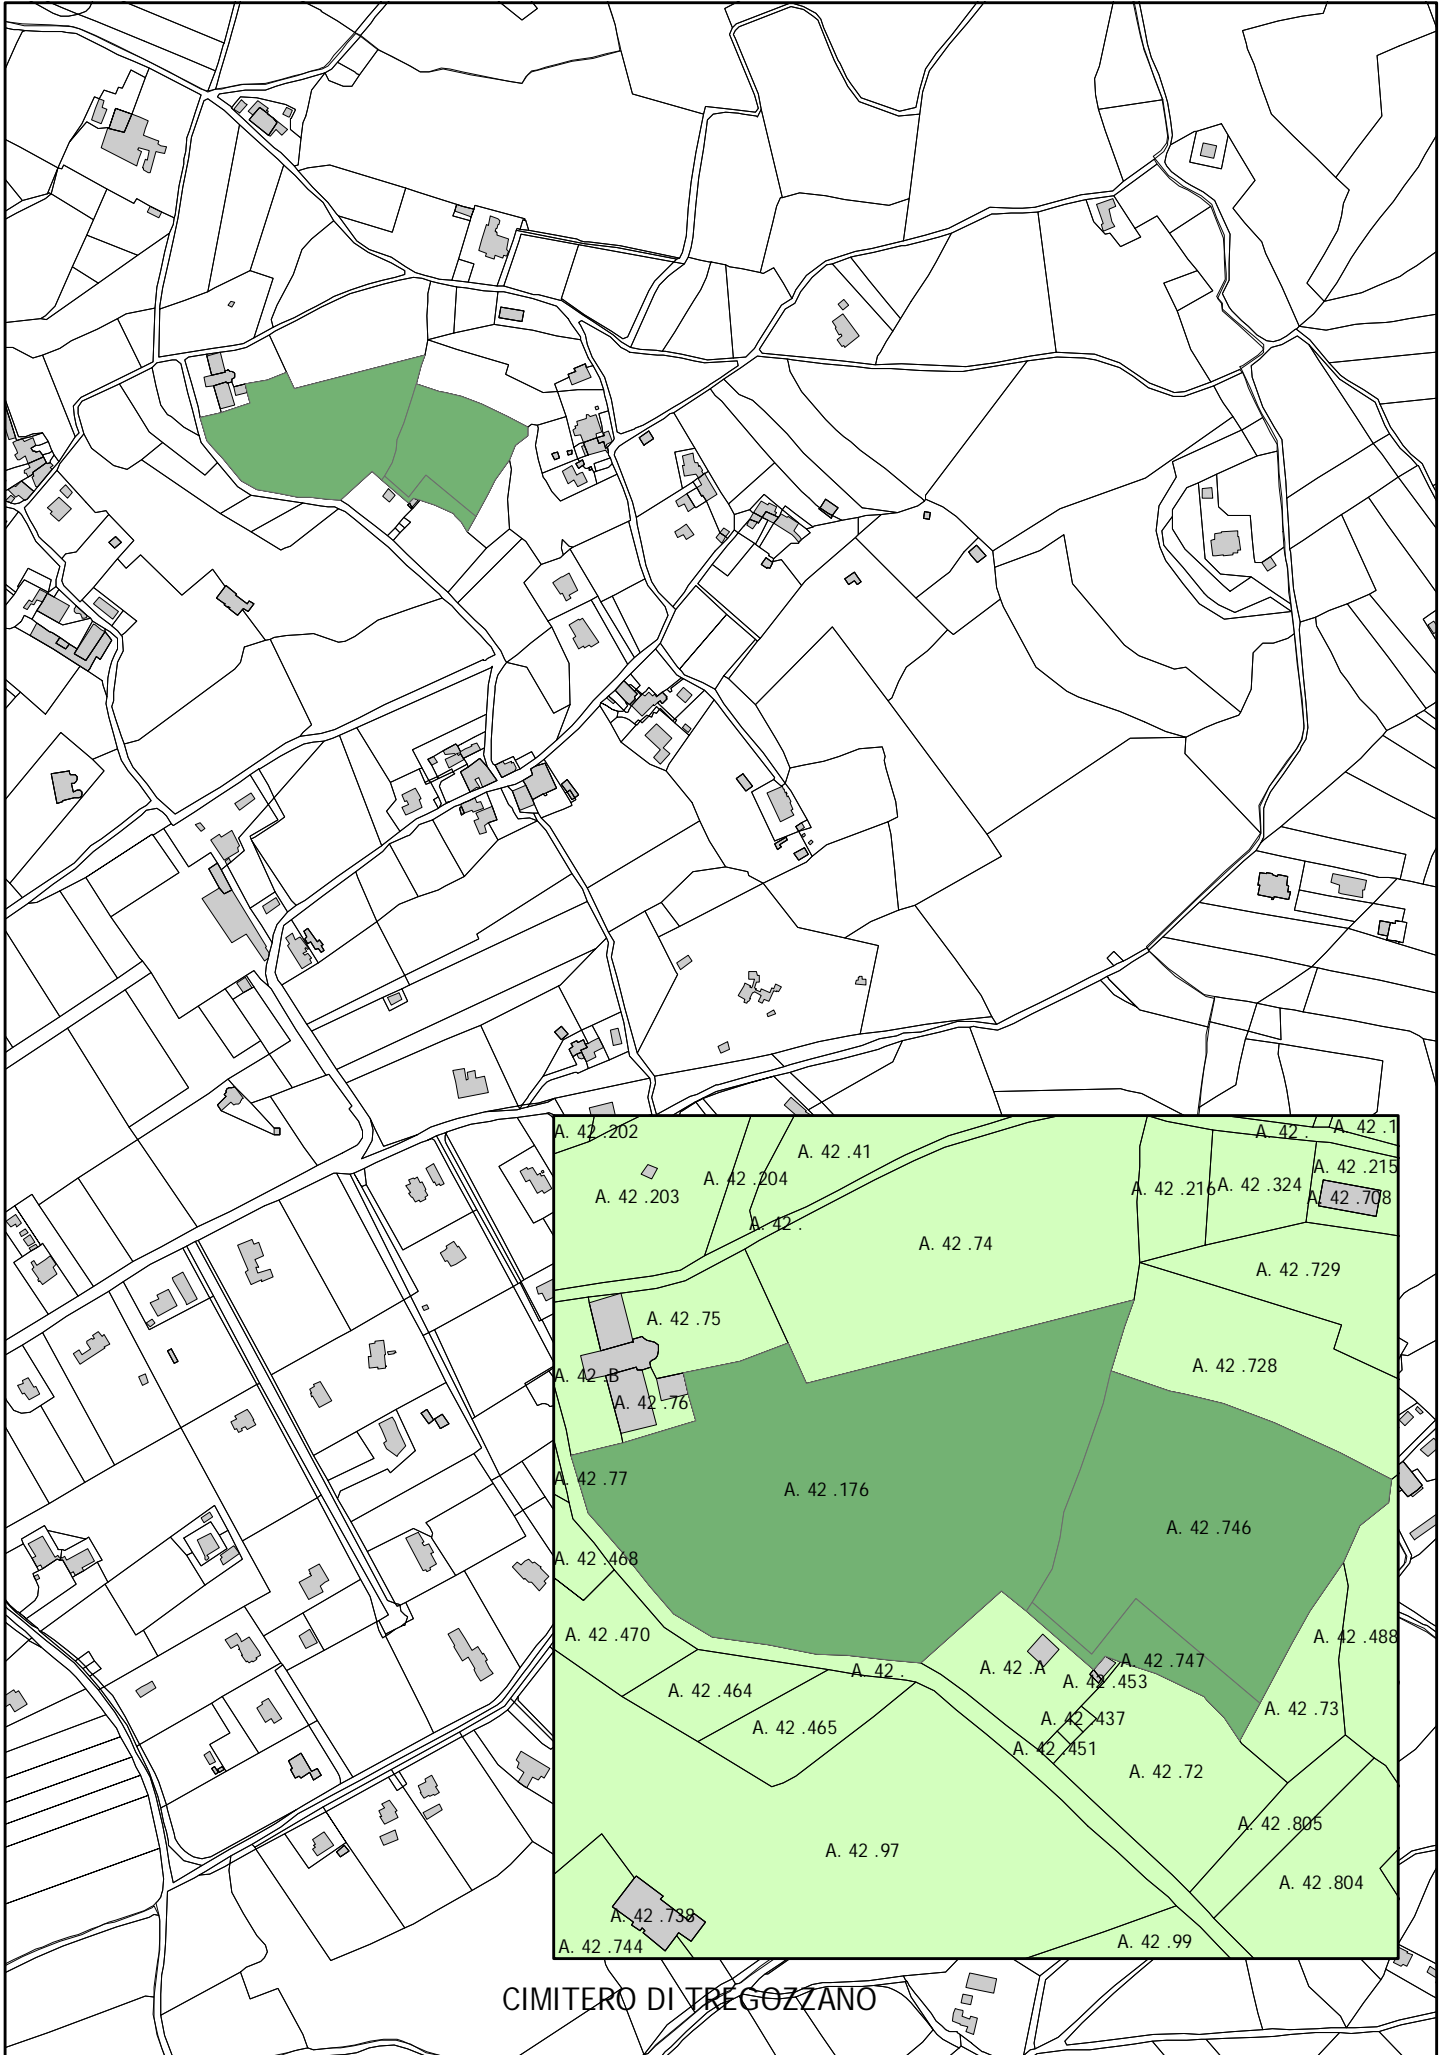 A. 42 .202
A. 42 .41
A. 42 .
A. 42 .1
A. 42 .203
A. 42 .204
A. 42 .215
A. 42 .216
A. 42 .324
A. 42 .708
A. 42 .
A. 42 .74
A. 42 .729
A. 42 .75
A. 42 .728
A. 42 .B
A. 42 .76
A. 42 .77
A. 42 .176
A. 42 .746
A. 42 .468
A. 42 .470
A. 42 .488
A. 42 .747
A. 42 .
A. 42 .A
A. 42 .453
A. 42 .464
A. 42 .73
A. 42 .437
A. 42 .465
A. 42 .451
A. 42 .72
A. 42 .805
A. 42 .97
A. 42 .804
A. 42 .738
A. 42 .99
A. 42 .744
CIMITERO DI TREGOZZANO